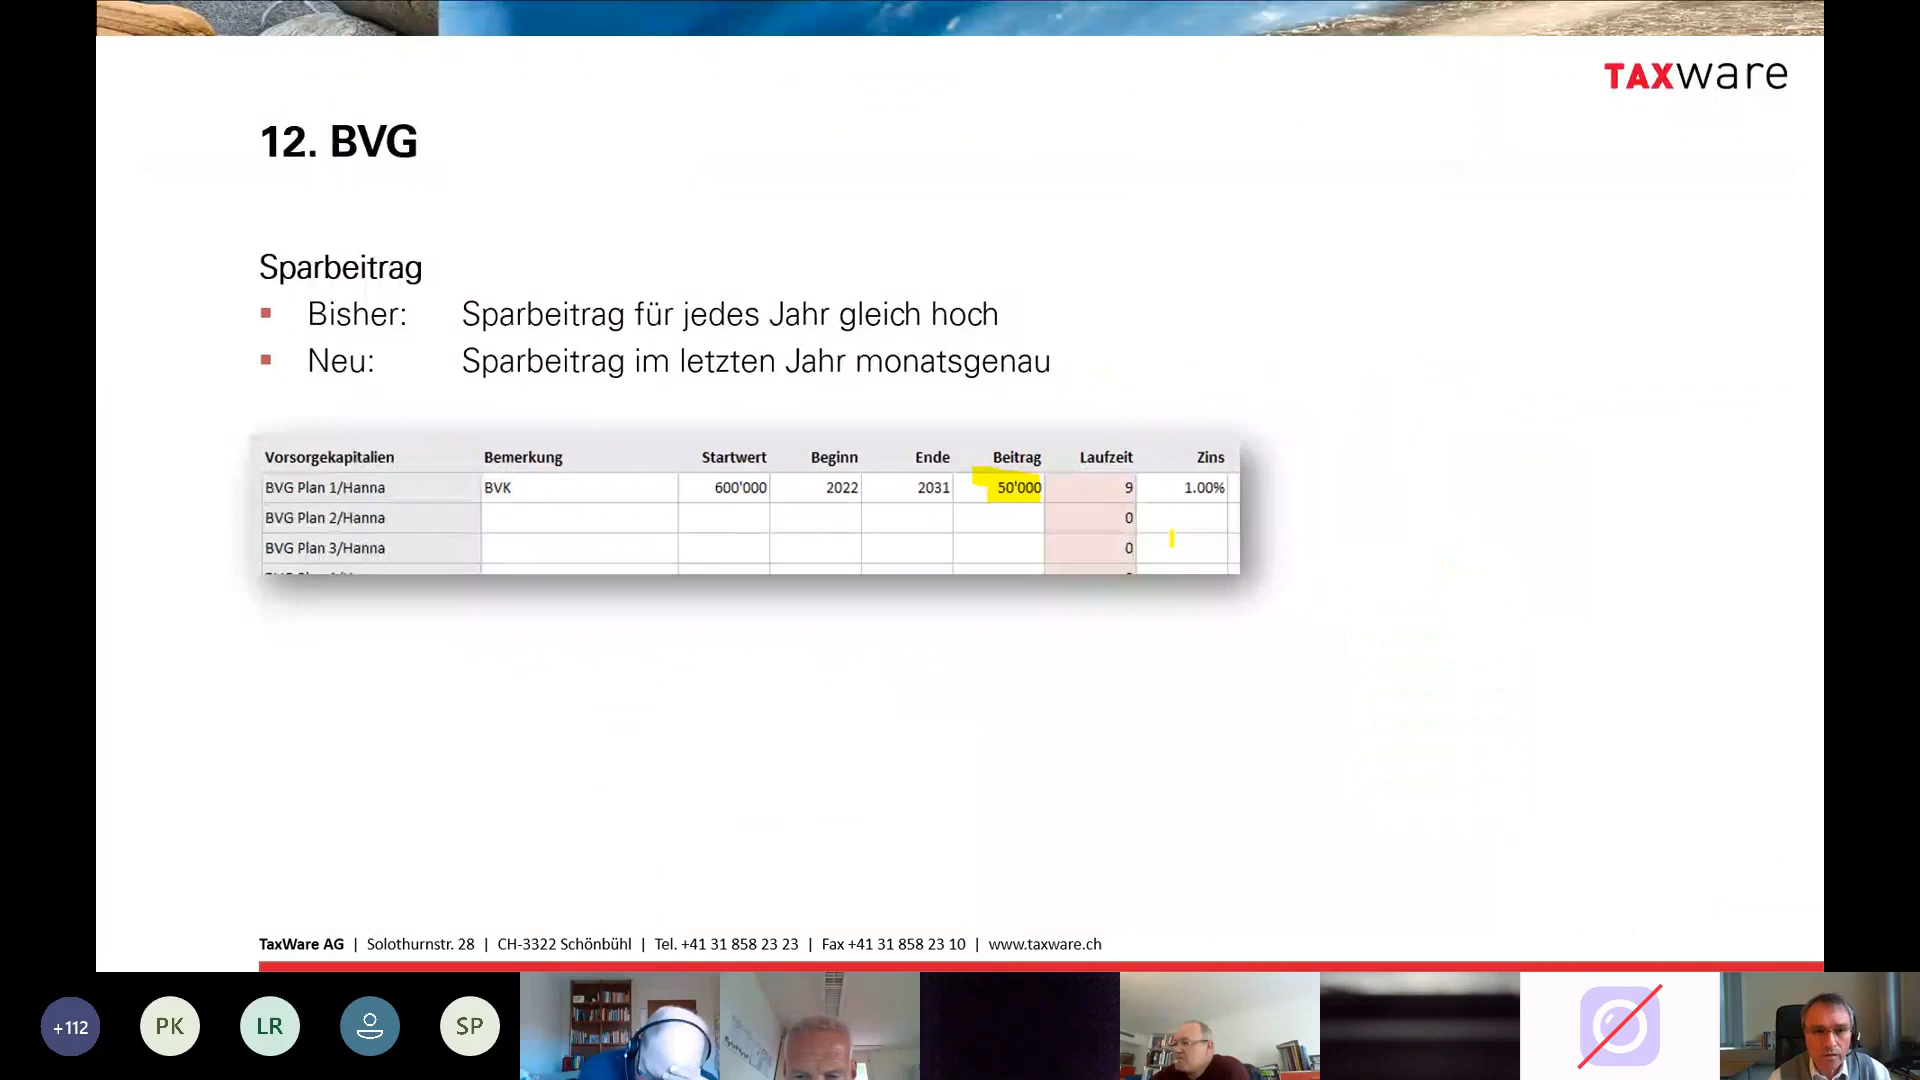 TAXware
12. BVG
Sparbeitrag
Bisher: Sparbeitrag für jedes Jahr gleich hoch
Neu: Sparbeitrag im letzten Jahr monatsgenau
Vorsorgekapitalien Bemerkung Startwert Beginn Ende Beitrag Laufzeit Zins
BVG Plan 1/Hanna BVK 600'000 2022 2031 50'000 9 1.00%
BVG Plan 2/Hanna 0
BVG Plan 3/Hanna 0
TaxWare AG | Solothurnstr. 28 | CH-3322 Schönbühl | Tel. +41 31 858 23 23 | Fax +41 31 858 23 10 | www.taxware.ch
+112 PK LR SP